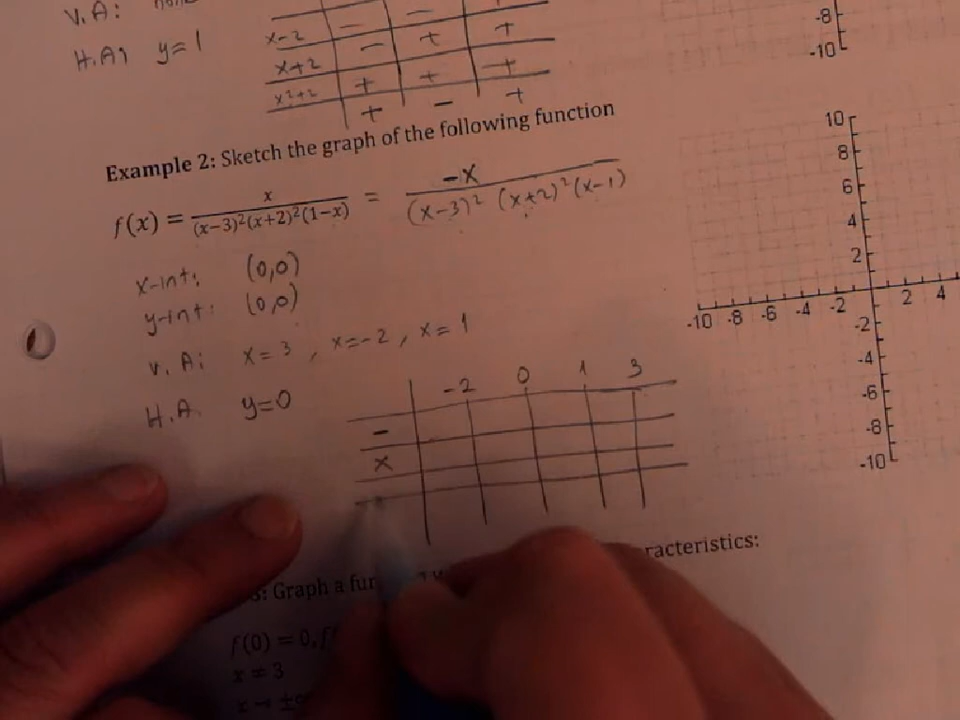 V.A: none
H.A: y=1
x-2 - - +
x+2 - + +
x²+2 + + +
+ - +
-8
-10
Example 2: Sketch the graph of the following function
f(x) = x / (x−3)²(x+2)²(1−x) = -x / (x-3)² (x+2)² (x-1)
x-int: (0,0)
y-int: (0,0)
V.A: x=3, x=-2, x=1
H.A. y=0
-2 0 1 3
-
x
10
8
6
4
2
-10 -8 -6 -4 -2 2 4
-2
-4
-6
-8
-10
3: Graph a fun racteristics:
f(0) = 0, f
x = 3